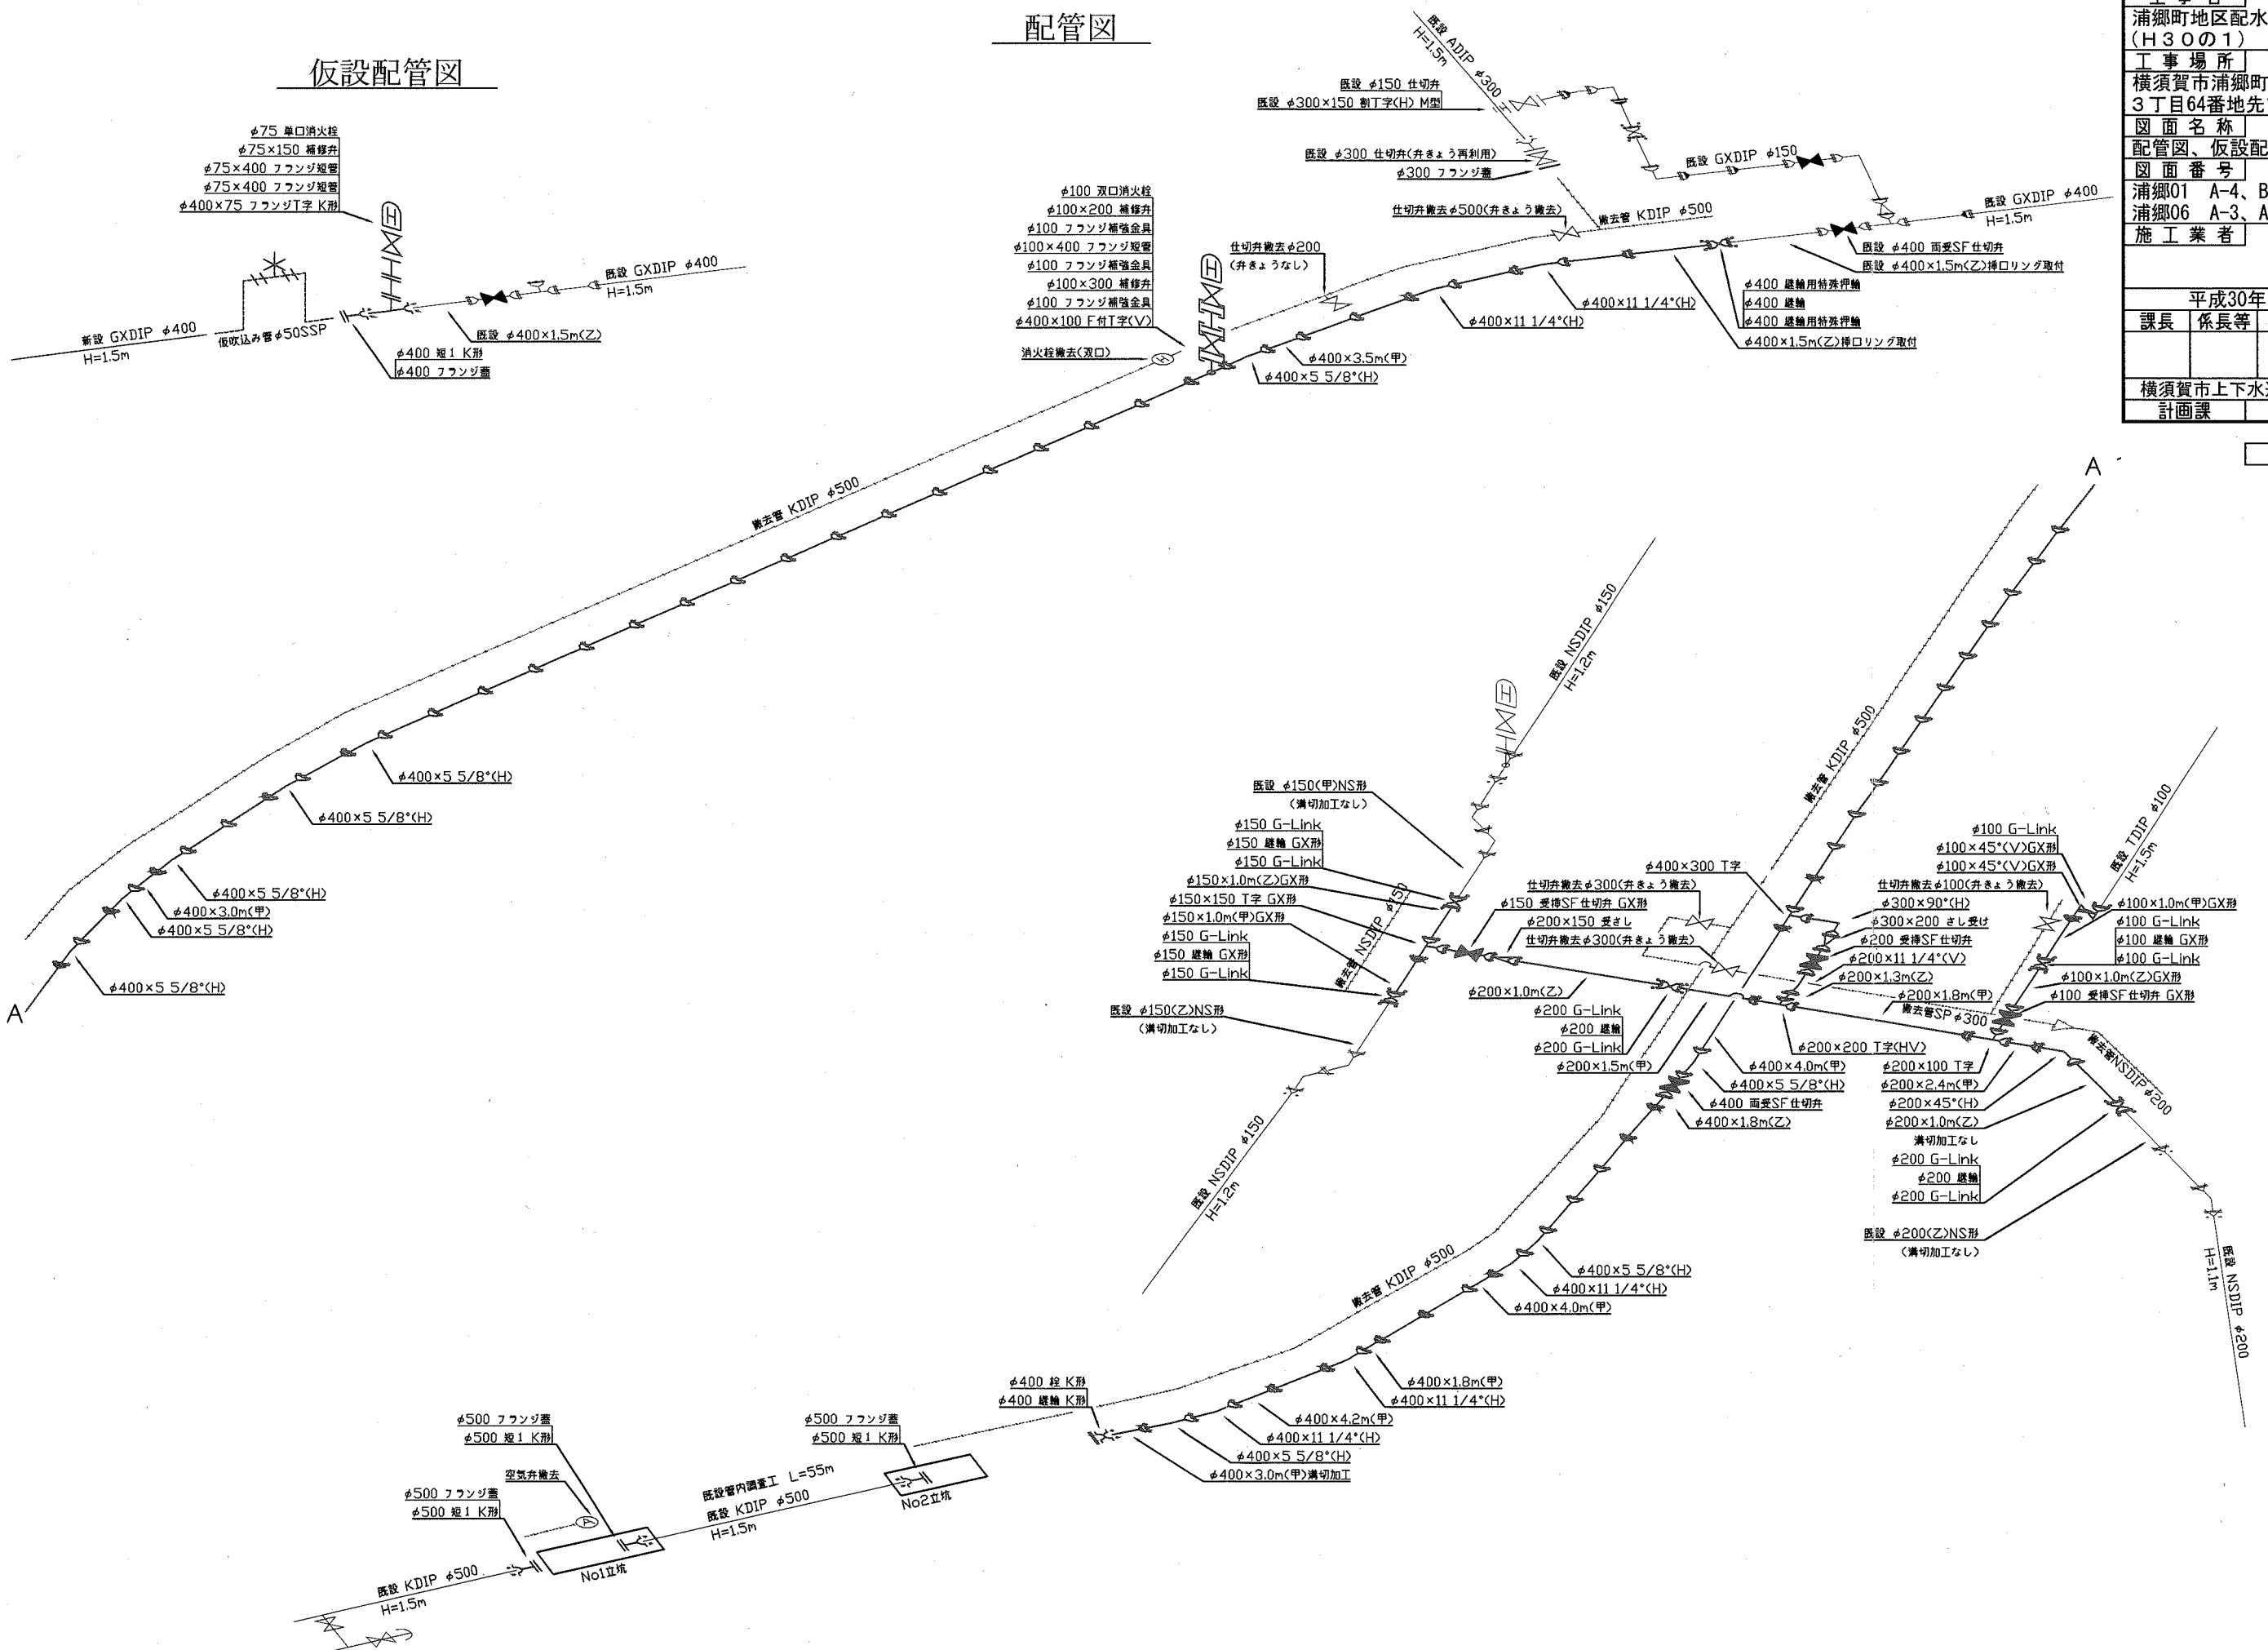 配管図
仮設配管図
φ75 単口消火栓
φ75×150 補修弁
φ75×400 フランジ短管
φ75×400 フランジ短管
φ400×75 フランジT字 K形
既設 GXDIP φ400
H=1.5m
新設 GXDIP φ400
H=1.5m
仮吹込み管φ50SSP
既設 φ400×1.5m(乙)
φ400 短1 K形
φ400 フランジ蓋
既設 ADIP φ300
H=1.5m
既設 φ150 仕切弁
既設 φ300×150 割丁字(H) M型
既設 φ300 仕切弁(弁きょう再利用)
φ300 フランジ蓋
既設 GXDIP φ150
仕切弁撤去φ500(弁きょう撤去)
撤去管 KDIP φ500
既設 GXDIP φ400
H=1.5m
φ100 双口消火栓
φ100×200 補修弁
φ100 フランジ補強金具
φ100×400 フランジ短管
φ100 フランジ補強金具
φ100×300 補修弁
φ100 フランジ補強金具
φ400×100 F付T字(V)
仕切弁撤去φ200
(弁きょうなし)
消火栓撤去(双口)
既設 φ400 両受SF仕切弁
既設 φ400×1.5m(乙)挿口リング取付
φ400 継輪用特殊押輪
φ400 継輪
φ400 継輪用特殊押輪
φ400×1.5m(乙)挿口リング取付
φ400×11 1/4°(H)
φ400×11 1/4°(H)
φ400×3.5m(甲)
φ400×5 5/8°(H)
浦郷町地区配水
(H30の1)
工事場所
横須賀市浦郷町
3丁目64番地先
図面名称
配管図、仮設配
図面番号
浦郷01 A-4、B
浦郷06 A-3、A
施工業者
平成30年
課長 係長等
横須賀市上下水
計画課
撤去管 KDIP φ500
φ400×5 5/8°(H)
φ400×5 5/8°(H)
φ400×5 5/8°(H)
φ400×3.0m(甲)
φ400×5 5/8°(H)
φ400×5 5/8°(H)
A
A
既設 NSDIP φ150
H=1.2m
撤去管 KDIP φ500
既設 φ150(甲)NS形
(溝切加工なし)
φ150 G-Link
φ150 継輪 GX形
φ150 G-Link
φ150×1.0m(乙)GX形
φ150×150 T字 GX形
φ150×1.0m(甲)GX形
φ150 G-Link
φ150 継輪 GX形
φ150 G-Link
既設 φ150(乙)NS形
(溝切加工なし)
撤去管 NSDIP φ150
既設 NSDIP φ150
H=1.2m
φ400×300 T字
仕切弁撤去φ300(弁きょう撤去)
φ150 受挿SF仕切弁 GX形
φ200×150 受さし
仕切弁撤去φ300(弁きょう撤去)
φ200×1.0m(乙)
φ200 G-Link
φ200 継輪
φ200 G-Link
φ200×1.5m(甲)
φ100 G-Link
φ100×45°(V)GX形
φ100×45°(V)GX形
既設 TDIP φ100
H=1.5m
仕切弁撤去φ100(弁きょう撤去)
φ300×90°(H)
φ300×200 さし受け
φ200 受挿SF仕切弁
φ200×11 1/4°(V)
φ200×1.3m(乙)
φ200×1.8m(甲)
撤去管SP φ300
φ100×1.0m(甲)GX形
φ100 G-Link
φ100 継輪 GX形
φ100 G-Link
φ100×1.0m(乙)GX形
φ100 受挿SF仕切弁 GX形
φ200×200 T字(HV)
φ400×4.0m(甲)
φ400×5 5/8°(H)
φ400 両受SF仕切弁
φ400×1.8m(乙)
φ200×100 T字
φ200×2.4m(甲)
φ200×45°(H)
φ200×1.0m(乙)
溝切加工なし
φ200 G-Link
φ200 継輪
φ200 G-Link
撤去管NSDIP φ200
既設 φ200(乙)NS形
(溝切加工なし)
既設 NSDIP φ200
H=1.1m
撤去管 KDIP φ500
φ400×5 5/8°(H)
φ400×11 1/4°(H)
φ400×4.0m(甲)
φ400×1.8m(甲)
φ400×11 1/4°(H)
φ400×4.2m(甲)
φ400×11 1/4°(H)
φ400×5 5/8°(H)
φ400×3.0m(甲)溝切加工
φ400 栓 K形
φ400 継輪 K形
φ500 フランジ蓋
φ500 短1 K形
φ500 フランジ蓋
φ500 短1 K形
空気弁撤去
φ500 フランジ蓋
φ500 短1 K形
既設管内調査工 L=55m
既設 KDIP φ500
H=1.5m
No2立坑
No1立坑
既設 KDIP φ500
H=1.5m
H
H
H
H
A